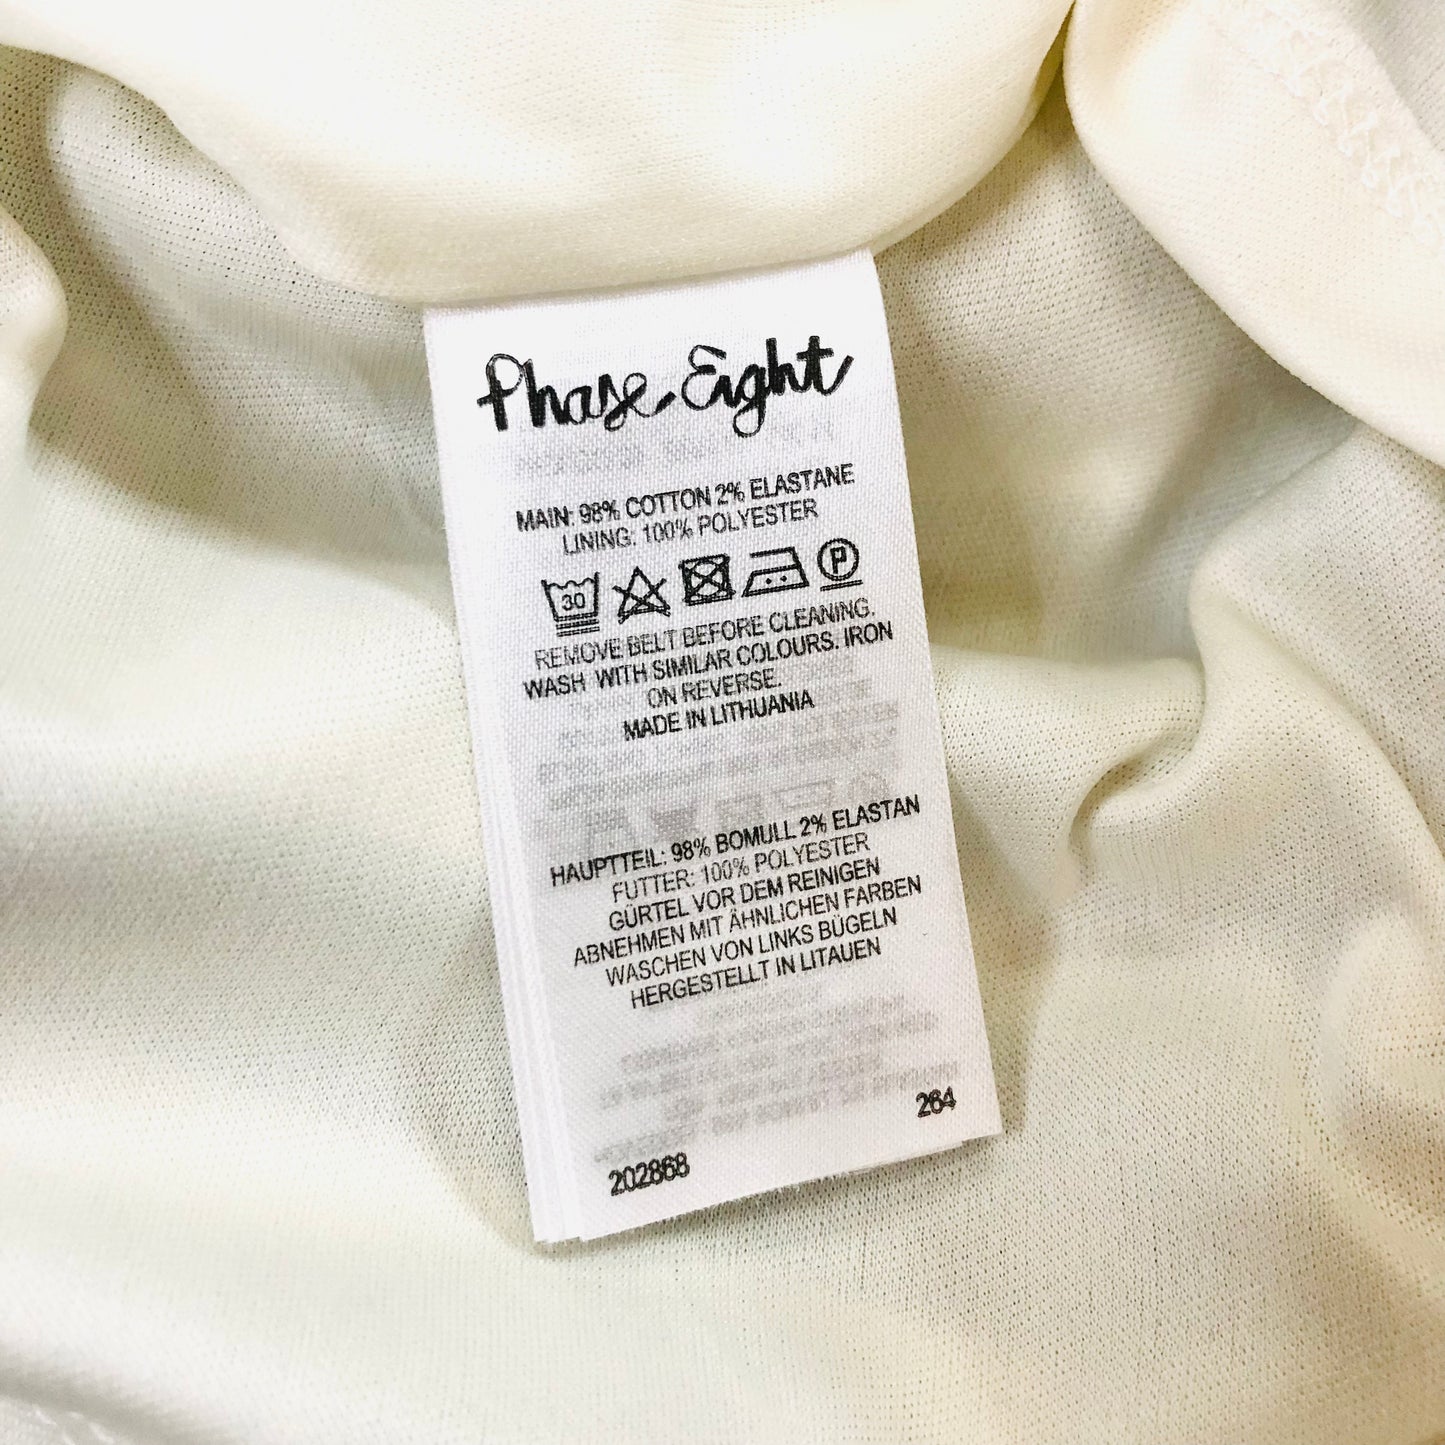 Phase Eight
MAIN: 98% COTTON 2% ELASTANE
LINING: 100% POLYESTER
30 P
REMOVE BELT BEFORE CLEANING.
WASH WITH SIMILAR COLOURS. IRON
ON REVERSE.
MADE IN LITHUANIA
HAUPTTEIL: 98% BOMULL 2% ELASTAN
FUTTER: 100% POLYESTER
GÜRTEL VOR DEM REINIGEN
ABNEHMEN MIT ÄHNLICHEN FARBEN
WASCHEN VON LINKS BÜGELN
HERGESTELLT IN LITAUEN
264
202868